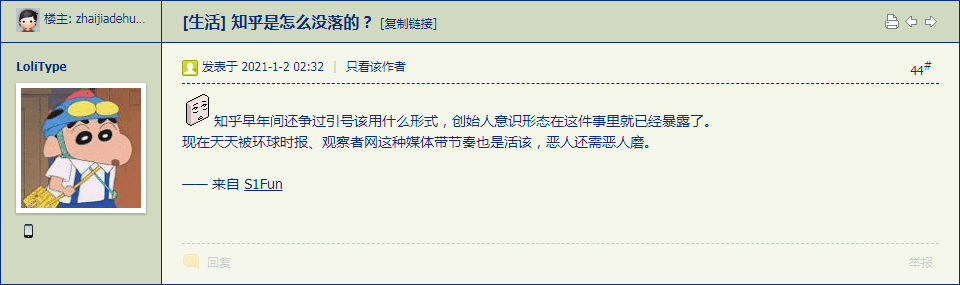 楼主: zhaijiadehu...
[生活] 知乎是怎么没落的？ [复制链接]
LoliType
发表于 2021-1-2 02:32 | 只看该作者
44#
知乎早年间还争过引号该用什么形式，创始人意识形态在这件事里就已经暴露了。
现在天天被环球时报、观察者网这种媒体带节奏也是活该，恶人还需恶人磨。
—— 来自 S1Fun
回复
举报